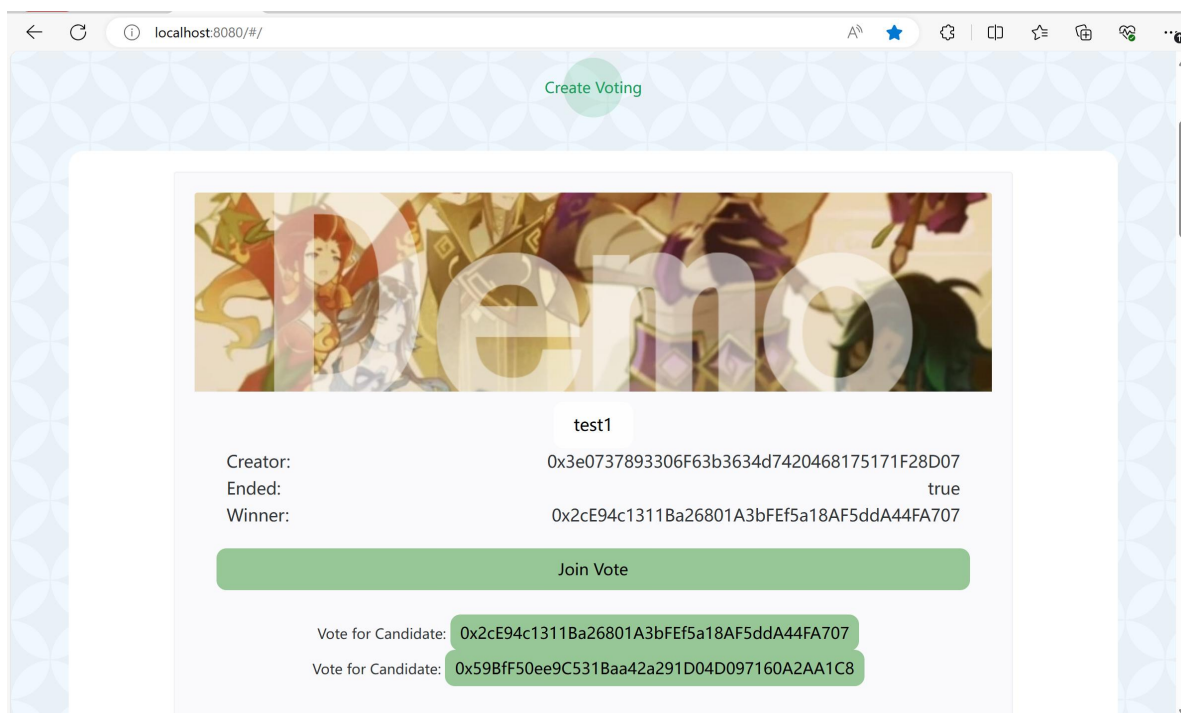 localhost:8080/#/
Create Voting
Demo
test1
Creator: 0x3e0737893306F63b3634d7420468175171F28D07
Ended: true
Winner: 0x2cE94c1311Ba26801A3bFEf5a18AF5ddA44FA707
Join Vote
Vote for Candidate: 0x2cE94c1311Ba26801A3bFEf5a18AF5ddA44FA707
Vote for Candidate: 0x59BfF50ee9C531Baa42a291D04D097160A2AA1C8